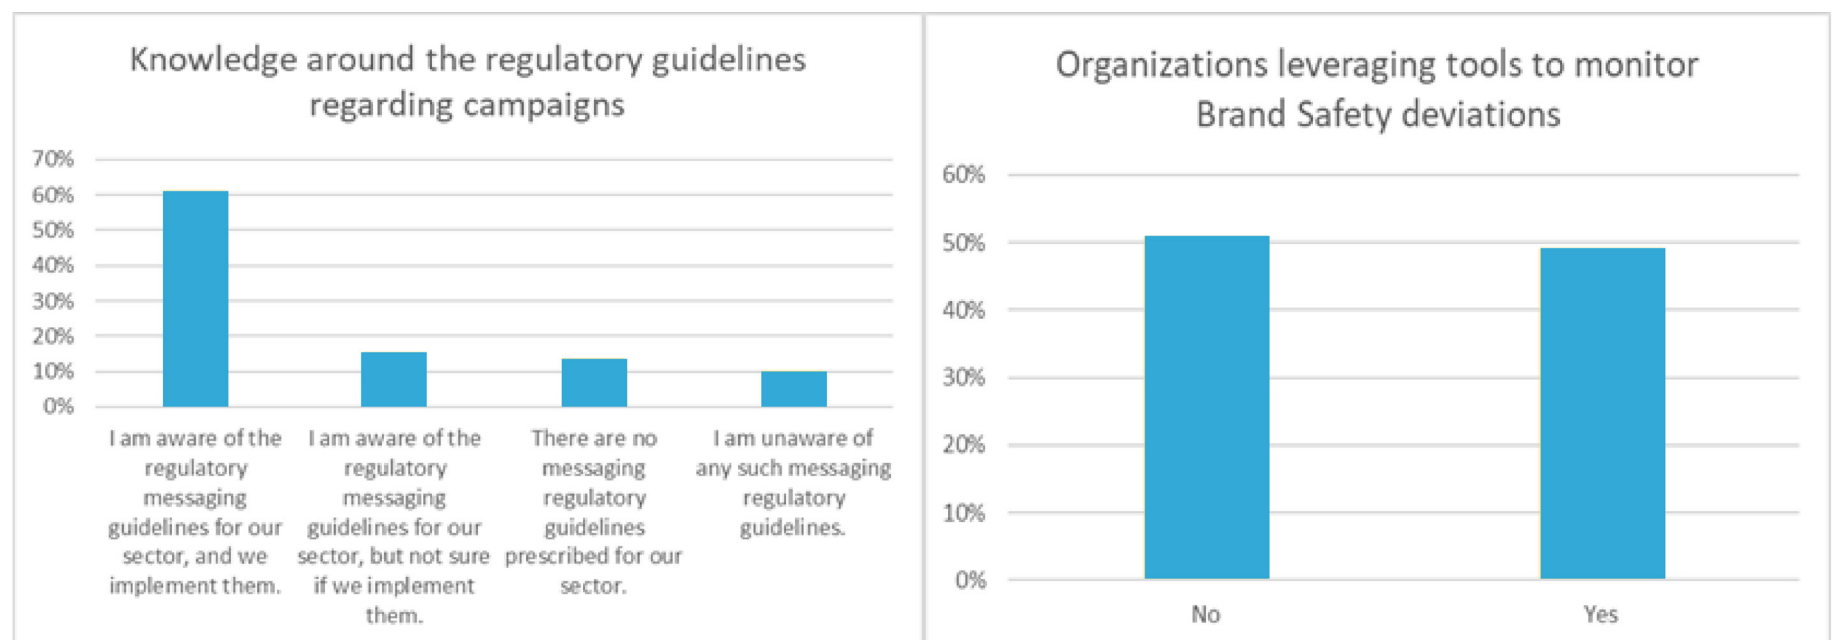 Knowledge around the regulatory guidelines
regarding campaigns
70%
60%
50%
40%
30%
20%
10%
0%
I am aware of the
regulatory
messaging
guidelines for our
sector, and we
implement them.
I am aware of the
regulatory
messaging
guidelines for our
sector, but not sure
if we implement
them.
There are no
messaging
regulatory
guidelines
prescribed for our
sector.
I am unaware of
any such messaging
regulatory
guidelines.
Organizations leveraging tools to monitor
Brand Safety deviations
60%
50%
40%
30%
20%
10%
0%
No
Yes